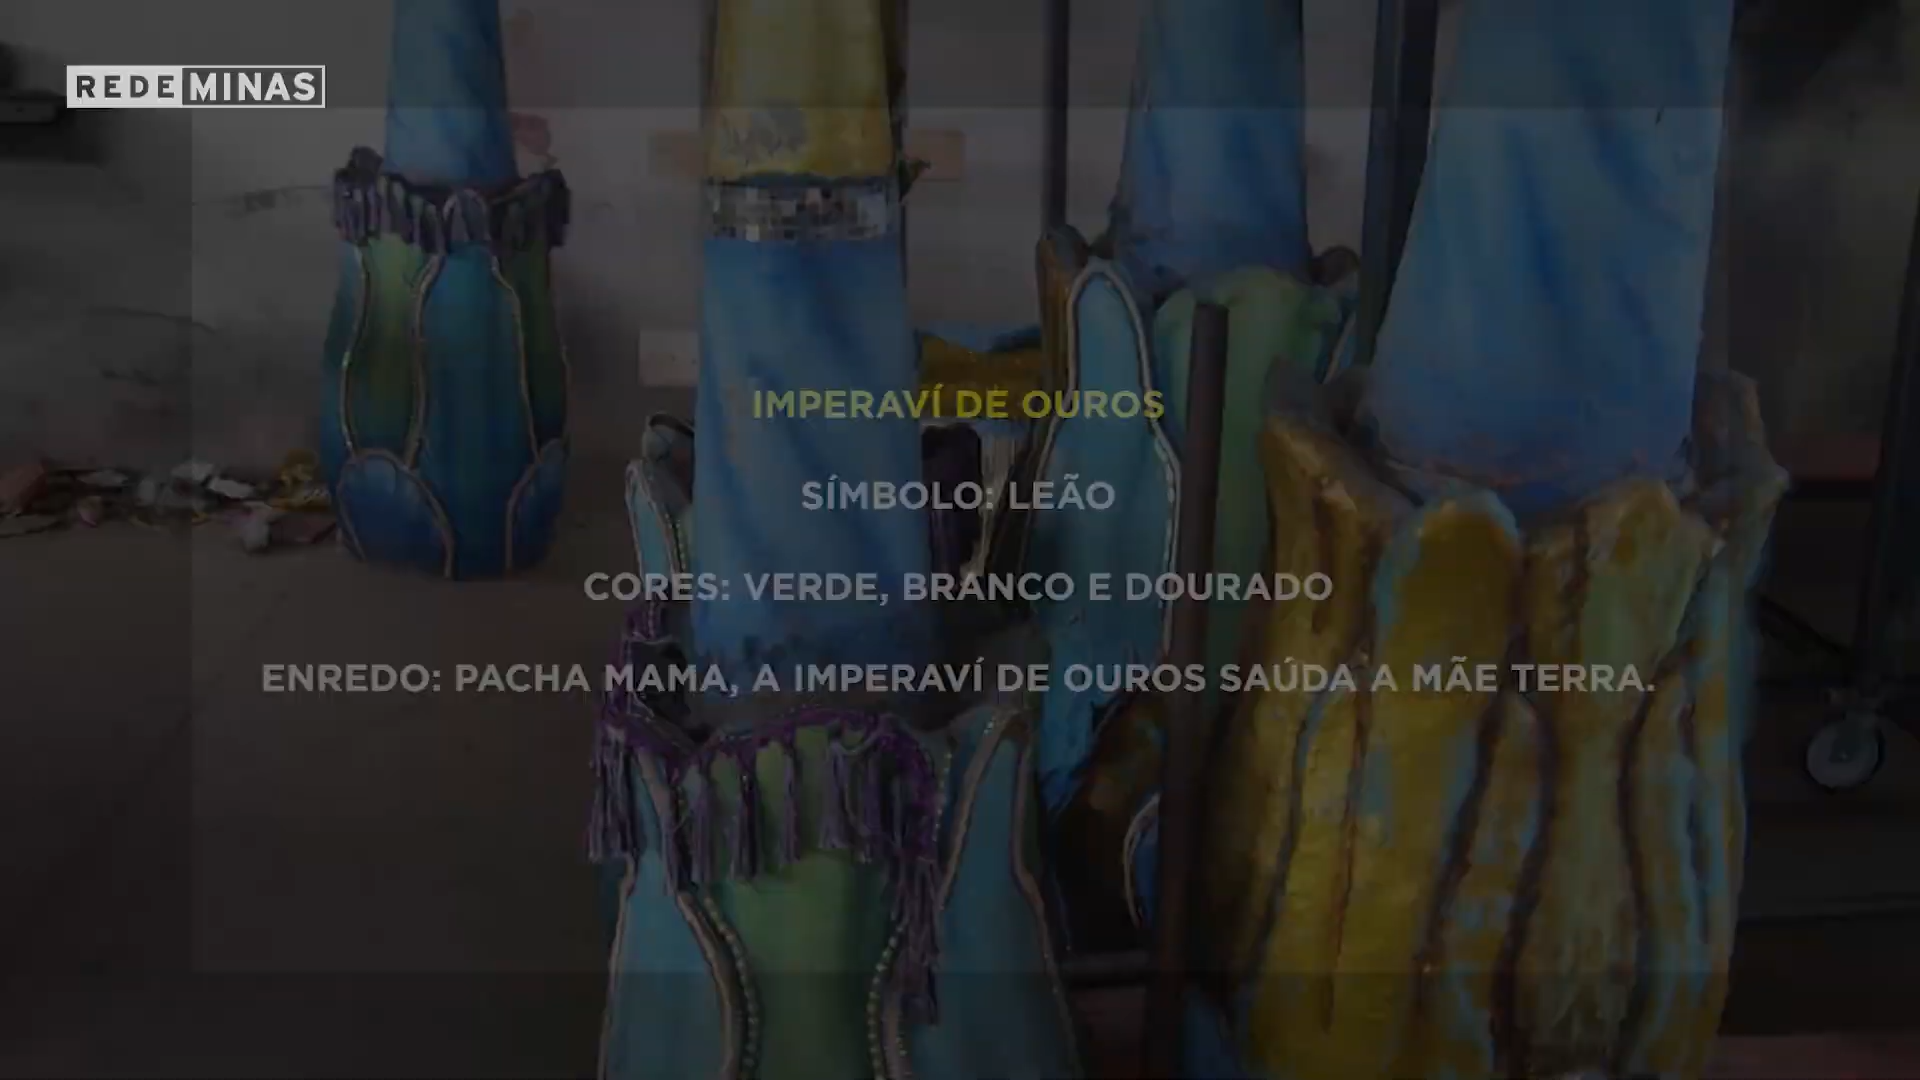 REDE MINAS
IMPERAVÍ DE OUROS
SÍMBOLO: LEÃO
CORES: VERDE, BRANCO E DOURADO
ENREDO: PACHA MAMA, A IMPERAVÍ DE OUROS SAÚDA A MÃE TERRA.